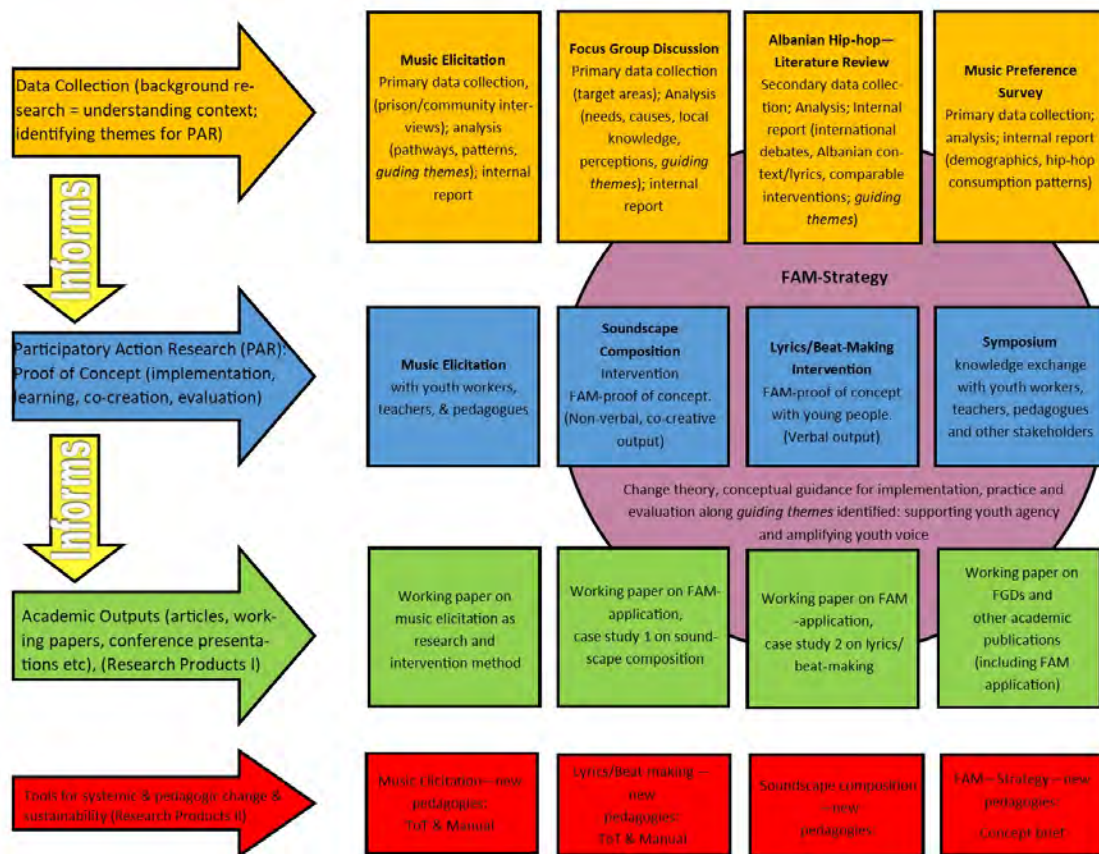 Data Collection (background re-
search = understanding context;
identifying themes for PAR)
Music Elicitation
Primary data collection,
(prison/community inter-
views); analysis
(pathways, patterns,
guding themes); internal
report
Focus Group Discussion
Primary data collection
(target areas); Analysis
(needs, causes, local
knowledge,
perceptions, guiding
themes); internal
report
Albanian Hip-hop—
Literature Review
Secondary data collec-
tion; Analysis; Internal
report (international
debates, Albanian con-
text/lyrics, comparable
interventions; guiding
themes)
Music Preference
Survey
Primary data collection;
analysis; internal report
(demographics, hip-hop
consumption patterns)
Informs
FAM-Strategy
Participatory Action Research (PAR):
Proof of Concept (implementation,
learning, co-creation, evaluation)
Music Elicitation
with youth workers,
teachers, & pedagogues
Soundscape
Composition
Intervention
FAM-proof of concept.
(Non-verbal, co-creative
output)
Lyrics/Beat-Making
Intervention
FAM-proof of concept
with young people.
(Verbal output)
Symposium
knowledge exchange
with youth workers,
teachers, pedagogues
and other stakeholders
Informs
Change theory, conceptual guidance for implementation, practice and
evaluation along guiding themes identified: supporting youth agency
and amplifying youth voice
Academic Outputs (articles, work-
ing papers, conference presenta-
tions etc), (Research Products I)
Working paper on
music elicitation as
research and
intervention method
Working paper on FAM-
application,
case study 1 on sound-
scape composition
Working paper on FAM
-application,
case study 2 on lyrics/
beat-making
Working paper on
FGDs and
other academic
publications
(including FAM
application)
Tools for systemic & pedagogic change &
sustainability (Research Products II)
Music Elicitation—new
pedagogies:
ToT & Manual
Lyrics/Beat-making —
new
pedagogies:
ToT & Manual
Soundscape composition
—new
pedagogies:
FAM—Strategy—new
pedagogies:
Concept brief